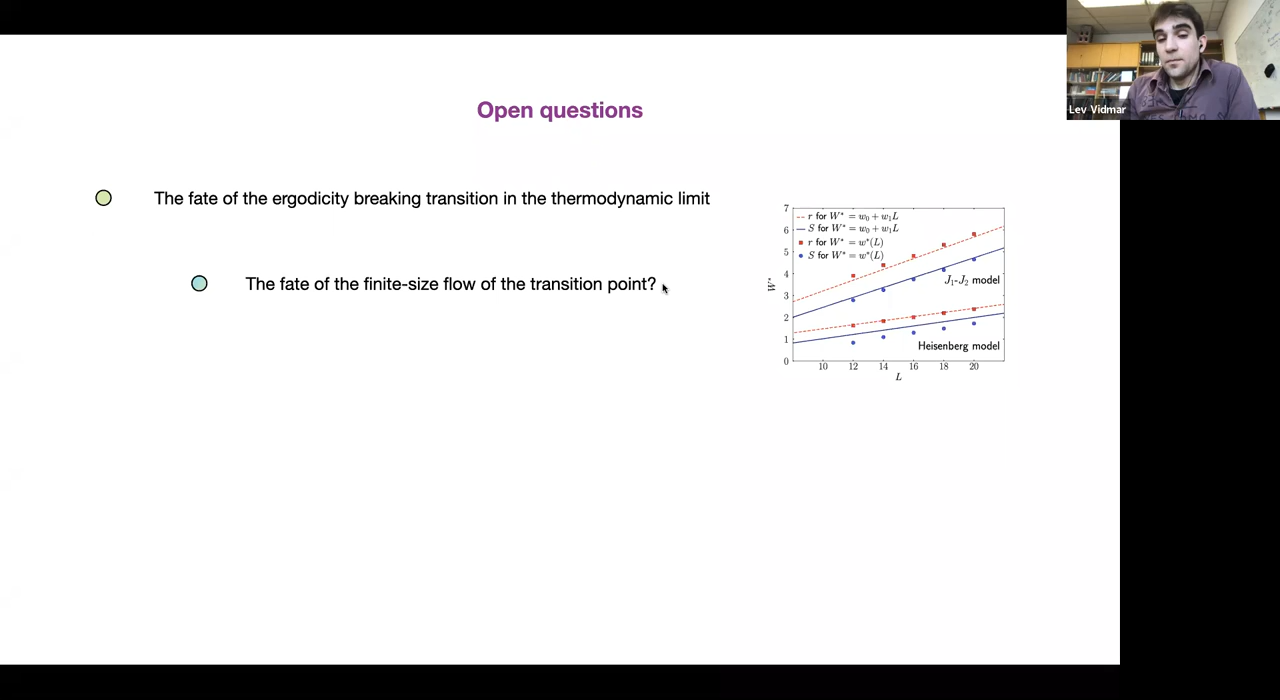 Lev Vidmar
Open questions
The fate of the ergodicity breaking transition in the thermodynamic limit
The fate of the finite-size flow of the transition point?
r for W* = w₀ + w₁L
S for W* = w₀ + w₁L
r for W* = w*(L)
S for W* = w*(L)
J₁-J₂ model
Heisenberg model
W*
7
6
5
4
3
2
1
0
10 12 14 16 18 20
L